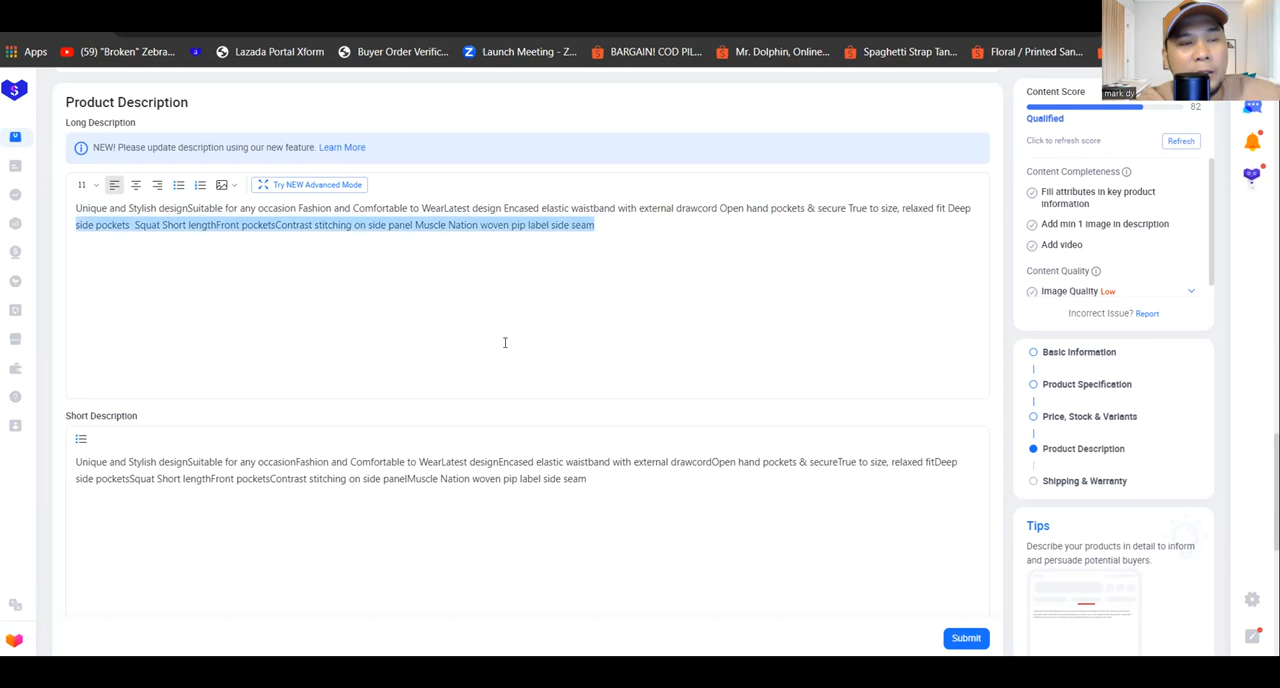 Apps
(59) "Broken" Zebra...
Lazada Portal Xform
Buyer Order Verific...
Launch Meeting - Z...
BARGAIN! COD PIL...
Mr. Dolphin, Online...
Spaghetti Strap Tan...
Floral / Printed San...
mark dy
Product Description
Long Description
NEW! Please update description using our new feature. Learn More
11
Try NEW Advanced Mode
Unique and Stylish designSuitable for any occasion Fashion and Comfortable to WearLatest design Encased elastic waistband with external drawcord Open hand pockets & secure True to size, relaxed fit Deep
side pockets  Squat Short lengthFront pocketsContrast stitching on side panel Muscle Nation woven pip label side seam
Short Description
Unique and Stylish designSuitable for any occasionFashion and Comfortable to WearLatest designEncased elastic waistband with external drawcordOpen hand pockets & secureTrue to size, relaxed fitDeep
side pocketsSquat Short lengthFront pocketsContrast stitching on side panelMuscle Nation woven pip label side seam
Submit
Content Score
82
Qualified
Click to refresh score
Refresh
Content Completeness
Fill attributes in key product
information
Add min 1 image in description
Add video
Content Quality
Image Quality Low
Incorrect Issue? Report
Basic Information
Product Specification
Price, Stock & Variants
Product Description
Shipping & Warranty
Tips
Describe your products in detail to inform
and persuade potential buyers.